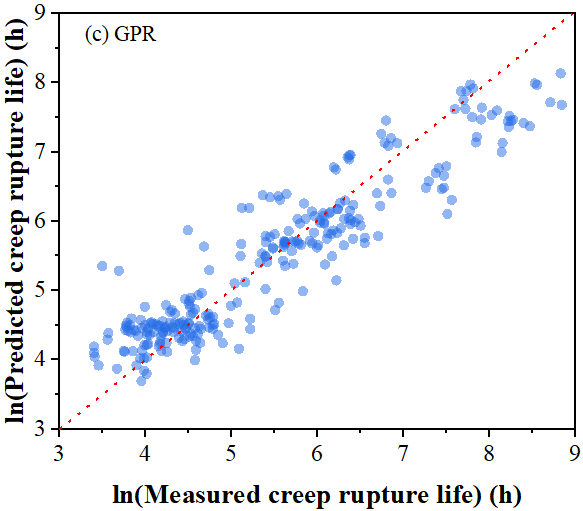 (c) GPR
ln(Predicted creep rupture life) (h)
9
8
7
6
5
4
3
3 4 5 6 7 8 9
ln(Measured creep rupture life) (h)